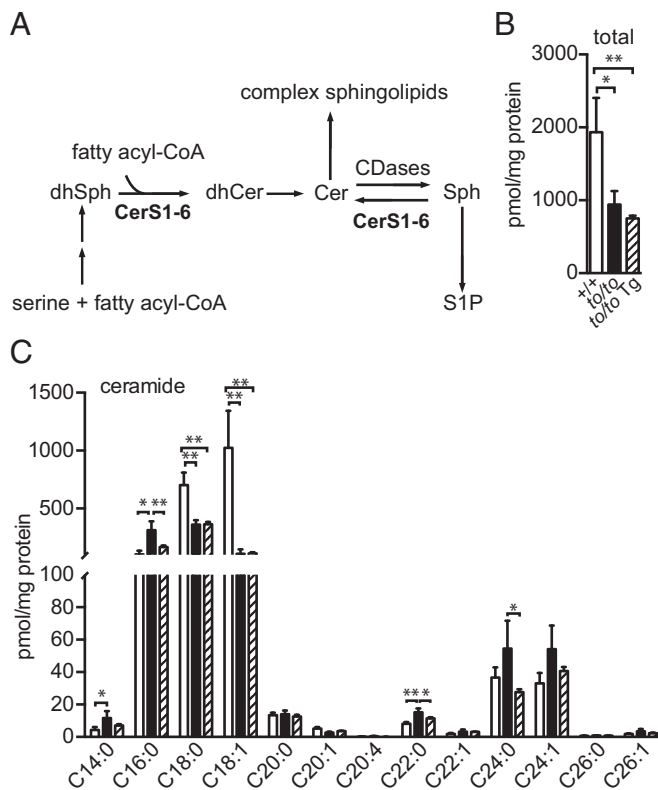 A
complex sphingolipids
fatty acyl-CoA
dhSph
CerS1-6
dhCer
Cer
CDases
CerS1-6
Sph
serine + fatty acyl-CoA
S1P
B
total
pmol/mg protein
3000
2000
1000
0
**
*
+/+
to/to
to/to Tg
C
ceramide
pmol/mg protein
1500
1000
500
100
80
60
40
20
0
*
* **
**
**
**
**
** *
*
C14:0
C16:0
C18:0
C18:1
C20:0
C20:1
C20:4
C22:0
C22:1
C24:0
C24:1
C26:0
C26:1